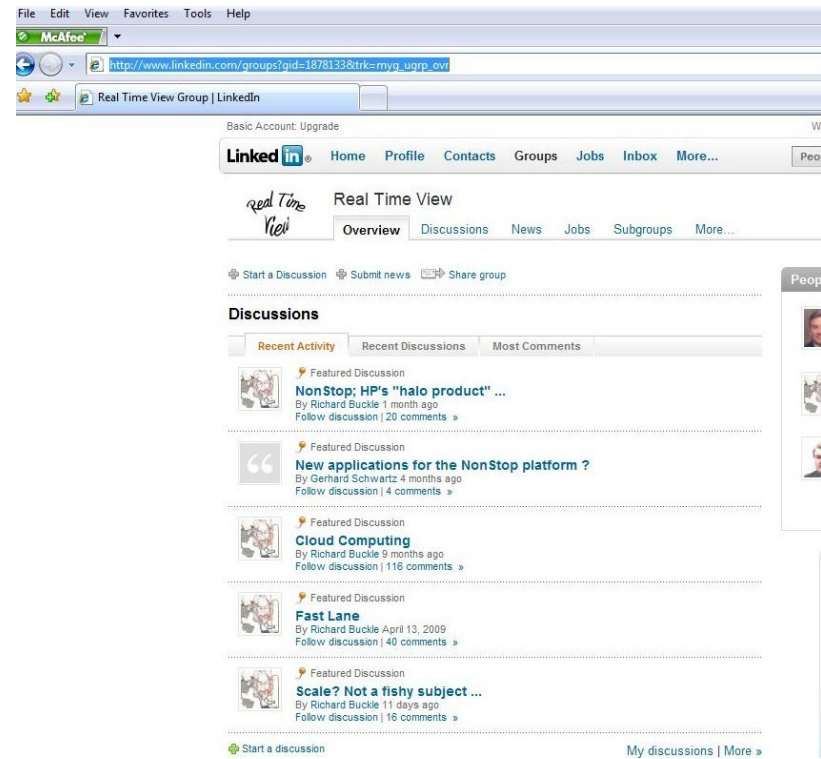 File Edit View Favorites Tools Help
McAfee
http://www.linkedin.com/groups?gid=1878133&trk=myg_ugrp_ovr
Real Time View Group | LinkedIn
Basic Account: Upgrade W
Linked in Home Profile Contacts Groups Jobs Inbox More... Peo
Real Time
View
Real Time View
Overview Discussions News Jobs Subgroups More...
Start a Discussion Submit news Share group
Peop
Discussions
Recent Activity Recent Discussions Most Comments
Featured Discussion
NonStop; HP's "halo product" ...
By Richard Buckle 1 month ago
Follow discussion | 20 comments »
Featured Discussion
New applications for the NonStop platform ?
By Gerhard Schwartz 4 months ago
Follow discussion | 4 comments »
Featured Discussion
Cloud Computing
By Richard Buckle 9 months ago
Follow discussion | 116 comments »
Featured Discussion
Fast Lane
By Richard Buckle April 13, 2009
Follow discussion | 40 comments »
Featured Discussion
Scale? Not a fishy subject ...
By Richard Buckle 11 days ago
Follow discussion | 16 comments »
Start a discussion My discussions | More »